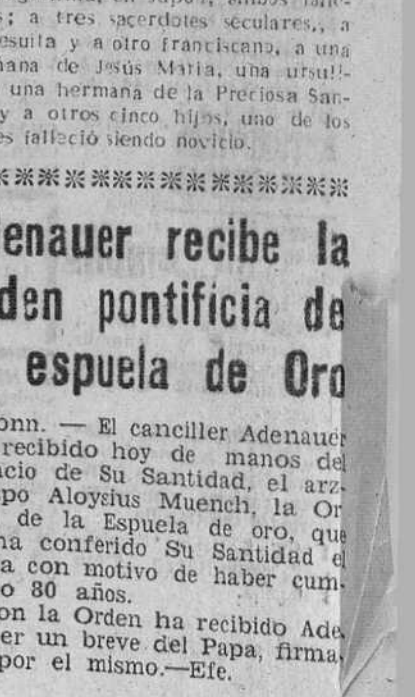 ; a tres sacerdotes seculares,, a
esuita y a otro franciscano, a una
ana de Jesús María, una ursuli-
una hermana de la Preciosa San-
y a otros cinco hijos, uno de los
es falleció siendo novicio.
enauer recibe la
den pontificia de
espuela de Oro
onn. — El canciller Adenauer
recibido hoy de manos del
cio de Su Santidad, el arz-
po Aloysius Muench, la Or
de la Espuela de oro, que
ha conferido Su Santidad el
a con motivo de haber cum-
o 80 años.
on la Orden ha recibido Ade
er un breve del Papa, firma-
por el mismo.—Efe.